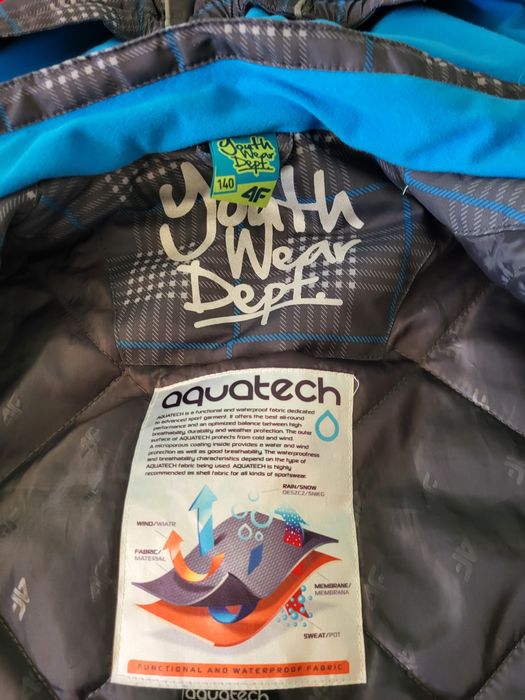 Youth
Wear
Dept.
140
4F
Youth
Wear
Dept.
aquatech
AQUATECH is a functional and waterproof fabric dedicated
to advanced sport garment. It offers the best all-round
performance and an optimized balance between high
breathability, durability and weather protection. The outer
surface of AQUATECH protects from cold and wind.
A microporous coating inside provides a water and wind
protection as well as good breathability. The waterproofness
and breathability characteristics depend on the type of
AQUATECH fabric being used. AQUATECH is highly
recommended as shell fabric for all kinds of sportswear.
RAIN/SNOW
DESZCZ/ŚNIEG
WIND/WIATR
FABRIC/
MATERIAŁ
MEMBRANE/
MEMBRANA
SWEAT/POT
FUNCTIONAL AND WATERPROOF FABRIC
aquatech
4F
4F
4F